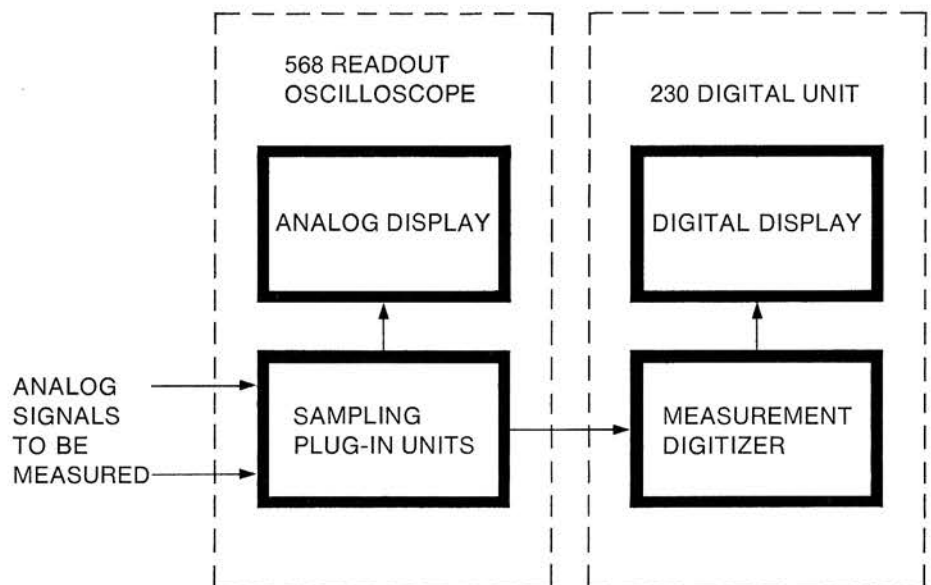 568 READOUT
OSCILLOSCOPE
230 DIGITAL UNIT
ANALOG DISPLAY
DIGITAL DISPLAY
ANALOG
SIGNALS
TO BE
MEASURED
SAMPLING
PLUG-IN UNITS
MEASUREMENT
DIGITIZER